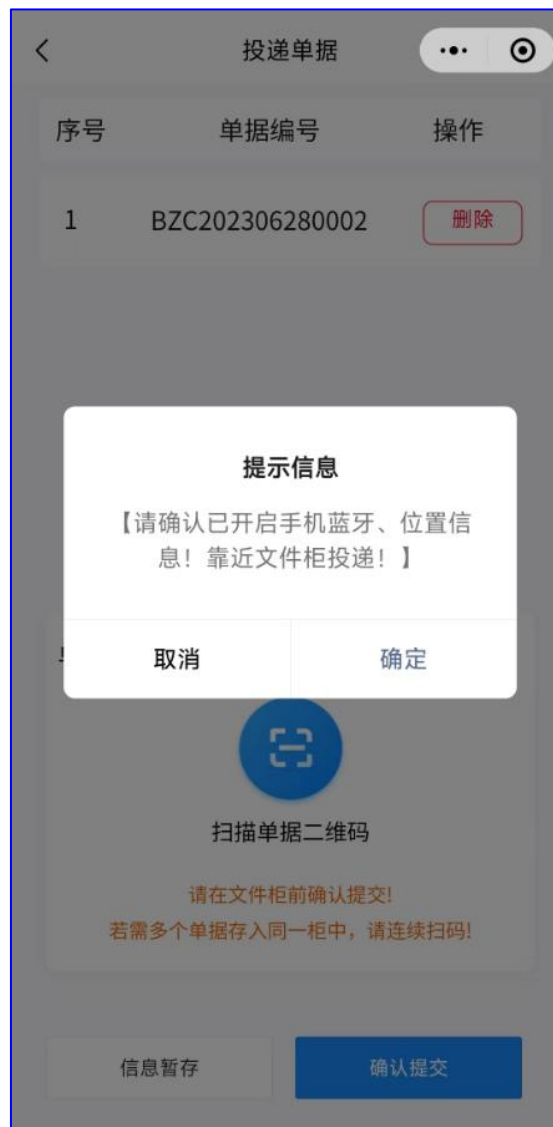 投递单据
序号 单据编号 操作
1 BZC202306280002 删除
提示信息
【请确认已开启手机蓝牙、位置信
息！靠近文件柜投递！】
取消 确定
扫描单据二维码
请在文件柜前确认提交!
若需多个单据存入同一柜中，请连续扫码!
信息暂存 确认提交